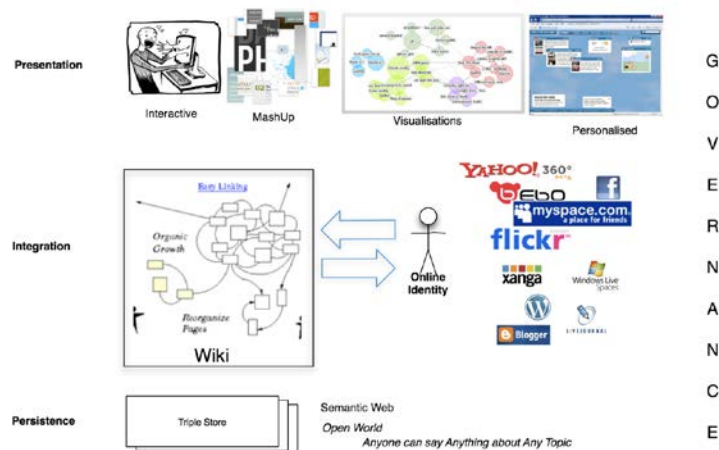 Presentation
Interactive
MashUp
Visualisations
Personalised
PH
Integration
Easy Linking
Organic
Growth
Reorganize
Pages
Wiki
Online
Identity
YAHOO! 360°
BEBO
f
myspace.com
a place for friends
flickr
xanga
Windows Live
Spaces
W
Blogger
LIVEJOURNAL
Persistence
Triple Store
Semantic Web
Open World
Anyone can say Anything about Any Topic
G
O
V
E
R
N
A
N
C
E